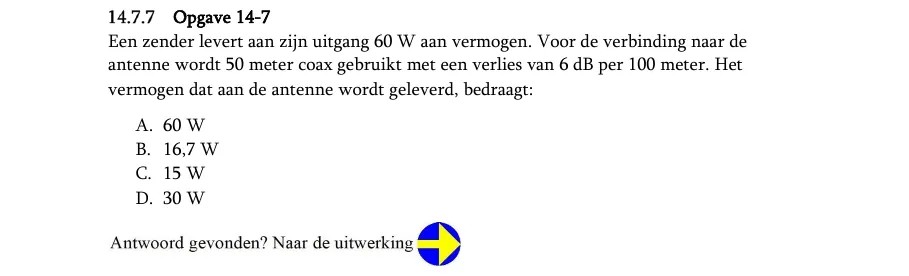 14.7.7 Opgave 14-7
Een zender levert aan zijn uitgang 60 W aan vermogen. Voor de verbinding naar de
antenne wordt 50 meter coax gebruikt met een verlies van 6 dB per 100 meter. Het
vermogen dat aan de antenne wordt geleverd, bedraagt:
A. 60 W
B. 16,7 W
C. 15 W
D. 30 W
Antwoord gevonden? Naar de uitwerking